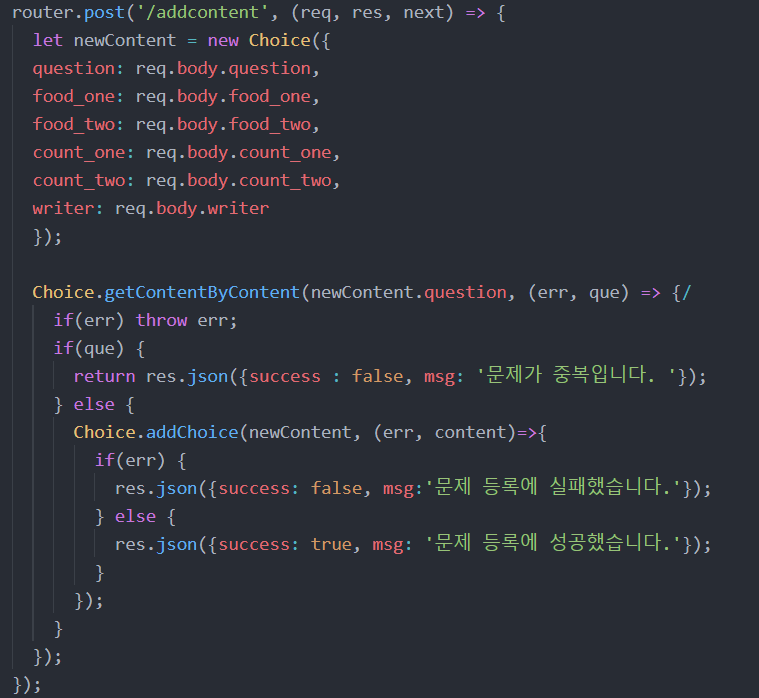 router.post('/addcontent', (req, res, next) => {
let newContent = new Choice({
question: req.body.question,
food_one: req.body.food_one,
food_two: req.body.food_two,
count_one: req.body.count_one,
count_two: req.body.count_two,
writer: req.body.writer
});
Choice.getContentByContent(newContent.question, (err, que) => {/
if(err) throw err;
if(que) {
return res.json({success : false, msg: '문제가 중복입니다. '});
} else {
Choice.addChoice(newContent, (err, content)=>{
if(err) {
res.json({success: false, msg:'문제 등록에 실패했습니다.'});
} else {
res.json({success: true, msg: '문제 등록에 성공했습니다.'});
}
});
}
});
});